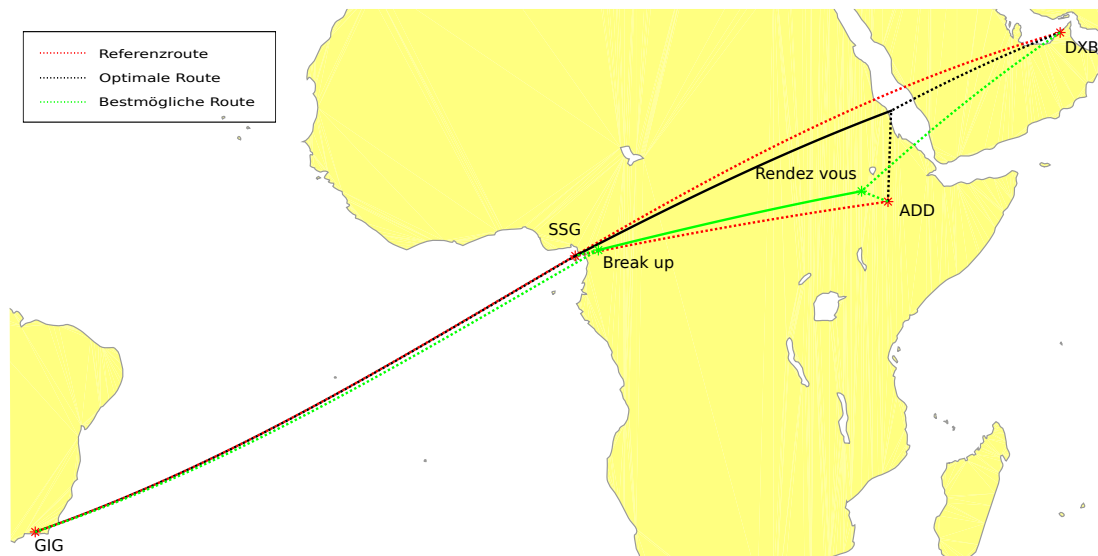 Referenzroute
Optimale Route
Bestmögliche Route
DXB
Rendez vous
ADD
SSG
Break up
GIG